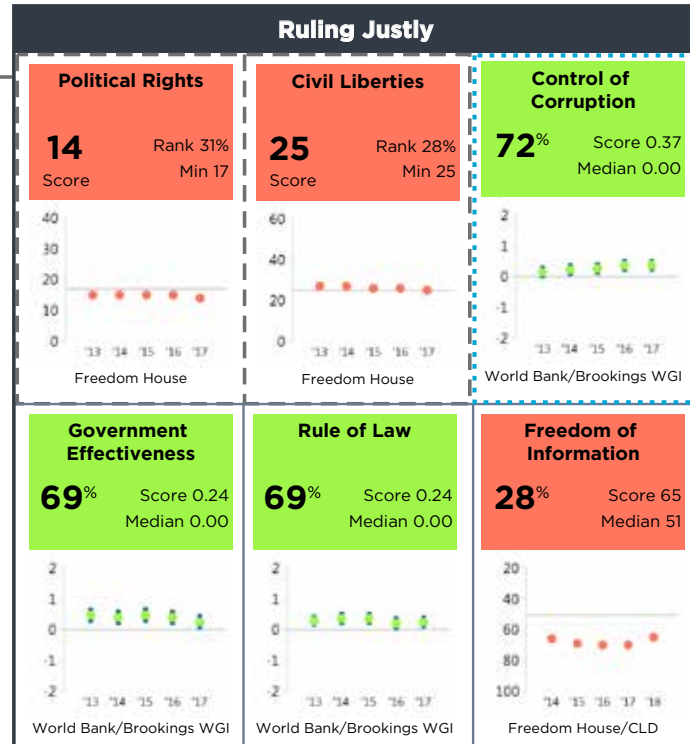 Ruling Justly
Political Rights
14
Score
Rank 31%
Min 17
40
30
20
10
0
'13 '14 '15 '16 '17
Freedom House
Civil Liberties
25
Score
Rank 28%
Min 25
60
40
20
0
'13 '14 '15 '16 '17
Freedom House
Control of
Corruption
72%
Score 0.37
Median 0.00
2
1
0
-1
-2
'13 '14 '15 '16 '17
World Bank/Brookings WGI
Government
Effectiveness
69%
Score 0.24
Median 0.00
2
1
0
-1
-2
'13 '14 '15 '16 '17
World Bank/Brookings WGI
Rule of Law
69%
Score 0.24
Median 0.00
2
1
0
-1
-2
'13 '14 '15 '16 '17
World Bank/Brookings WGI
Freedom of
Information
28%
Score 65
Median 51
20
40
60
80
100
'14 '15 '16 '17 '18
Freedom House/CLD